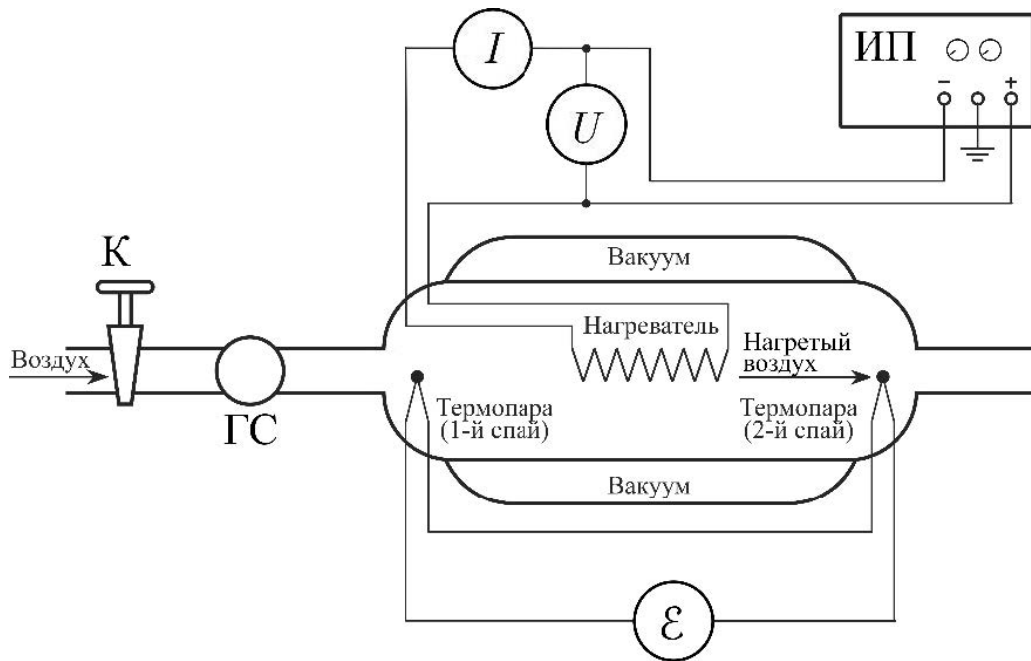 I
ИП
U
- +
К
Вакуум
Воздух
Нагреватель
Нагретый
воздух
ГС
Термопара
(1-й спай)
Термопара
(2-й спай)
Вакуум
ℰ